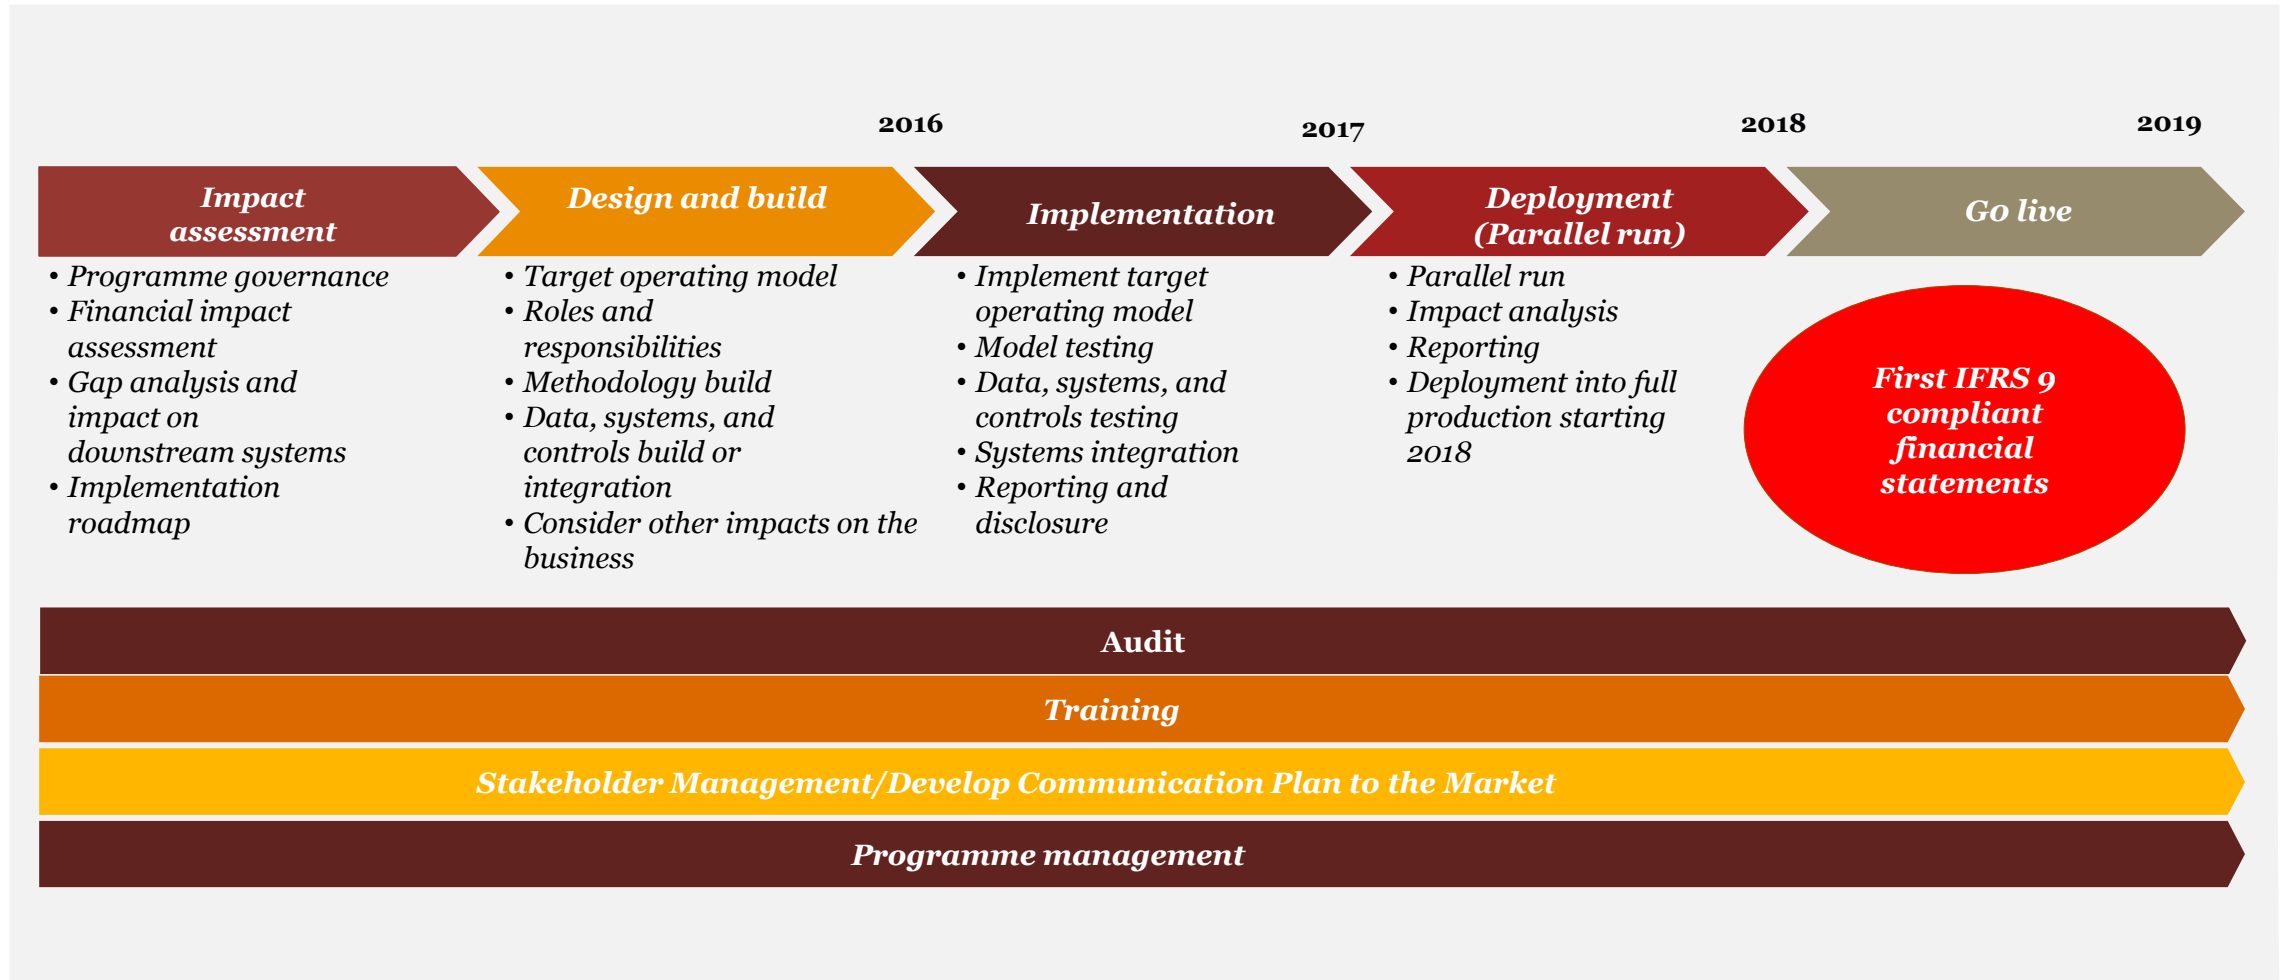 2016
2017
2018
2019
Impact
assessment
Design and build
Implementation
Deployment
(Parallel run)
Go live
• Programme governance
• Financial impact
assessment
• Gap analysis and
impact on
downstream systems
• Implementation
roadmap
• Target operating model
• Roles and
responsibilities
• Methodology build
• Data, systems, and
controls build or
integration
• Consider other impacts on the
business
• Implement target
operating model
• Model testing
• Data, systems, and
controls testing
• Systems integration
• Reporting and
disclosure
• Parallel run
• Impact analysis
• Reporting
• Deployment into full
production starting
2018
First IFRS 9
compliant
financial
statements
Audit
Training
Stakeholder Management/Develop Communication Plan to the Market
Programme management